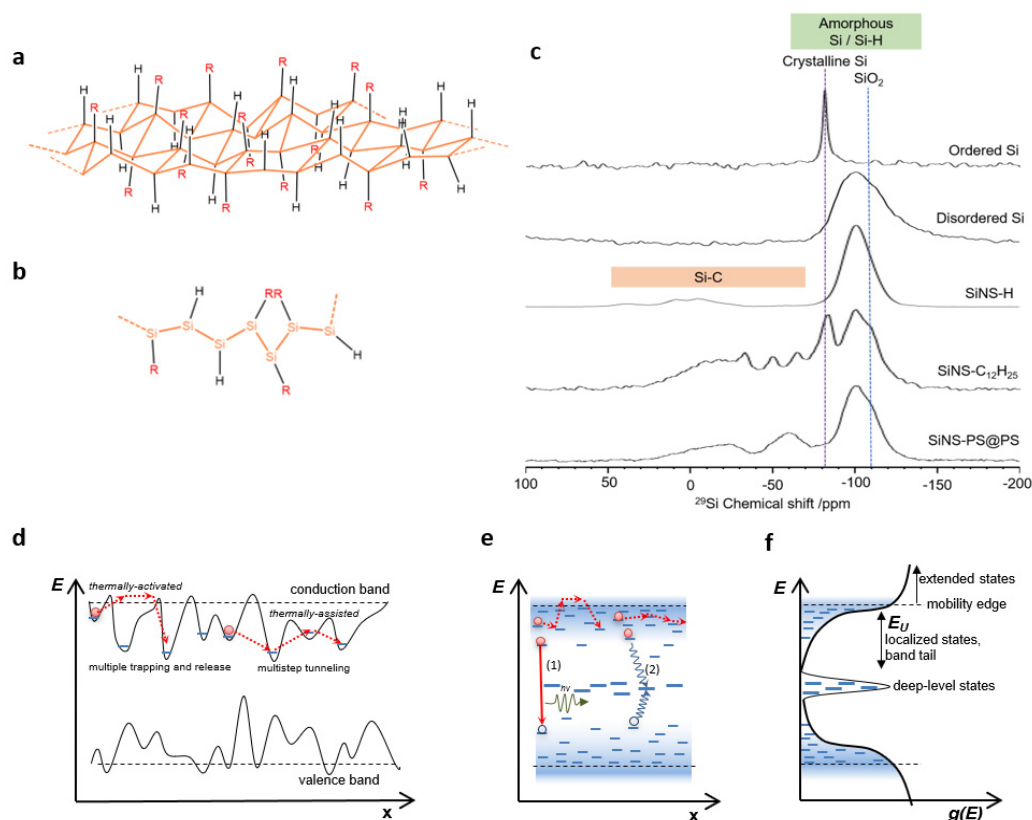 a
H
R
H
R
H
R
H
R
H
R
H
R
H
R
H
H
R
H
H
R
H
R
H
R
H
R
H
R
H
R
H
b
H
RR
Si
Si
Si
Si
Si
Si
Si
R
H
R
H
c
Amorphous
Si / Si-H
Crystalline Si
SiO₂
Ordered Si
Disordered Si
Si-C
SiNS-H
SiNS-C₁₂H₂₅
SiNS-PS@PS
100 50 0 -50 -100 -150 -200
²⁹Si Chemical shift /ppm
d
E
thermally-activated
conduction band
thermally-assisted
multiple trapping and release
multistep tunneling
valence band
x
e
E
(1)
(2)
hv
x
f
E
extended states
mobility edge
E_U
localized states,
band tail
deep-level states
g(E)